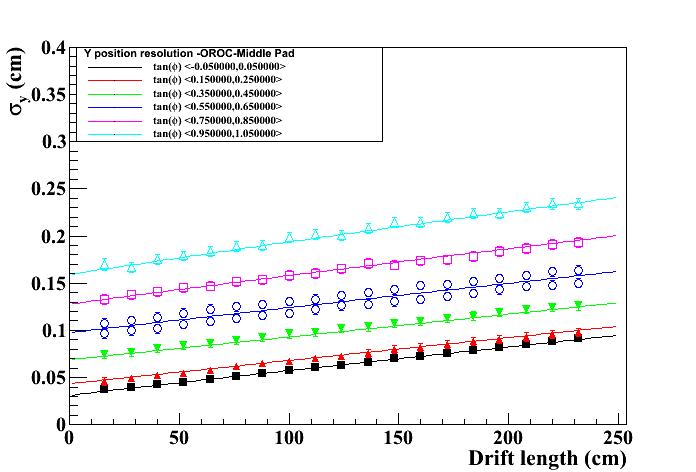 Y position resolution -OROC-Middle Pad
tan(ϕ) <-0.050000,0.050000>
tan(ϕ) <0.150000,0.250000>
tan(ϕ) <0.350000,0.450000>
tan(ϕ) <0.550000,0.650000>
tan(ϕ) <0.750000,0.850000>
tan(ϕ) <0.950000,1.050000>
σy (cm)
0.4
0.35
0.3
0.25
0.2
0.15
0.1
0.05
0
0 50 100 150 200 250
Drift length (cm)